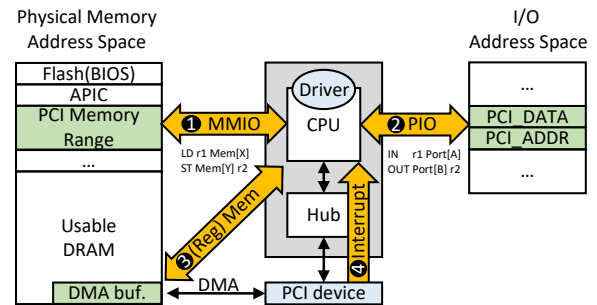 Physical Memory
Address Space
I/O
Address Space
Flash(BIOS)
APIC
PCI Memory
Range
...
Usable
DRAM
DMA buf.
Driver
CPU
Hub
PCI device
❶ MMIO
LD r1 Mem[X]
ST Mem[Y] r2
❷ PIO
IN r1 Port[A]
OUT Port[B] r2
❸ (Reg) Mem
❹ Interrupt
DMA
...
PCI_DATA
PCI_ADDR
...